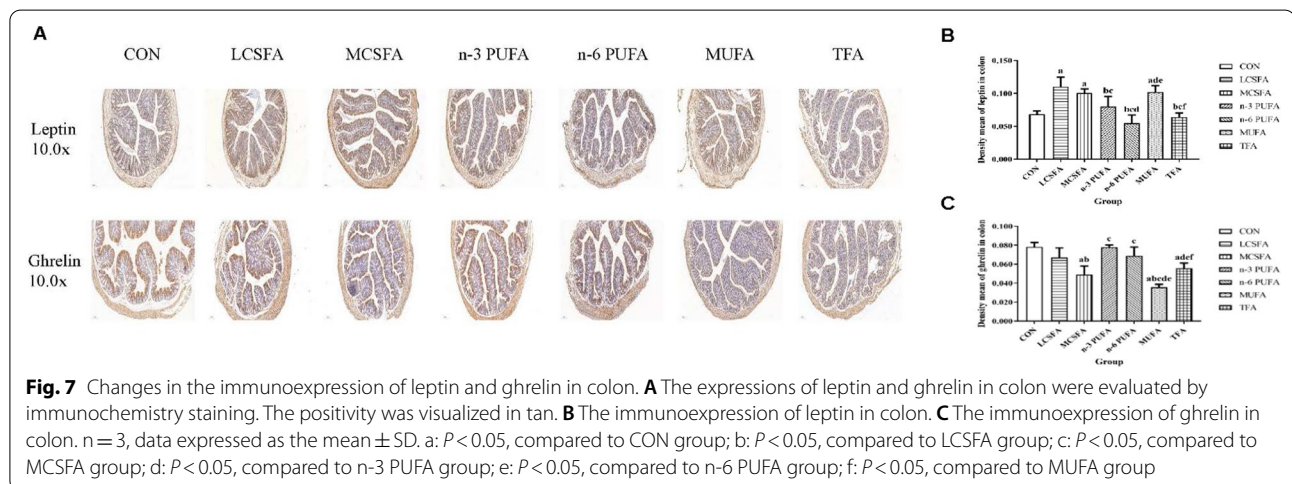 A
CON LCSFA MCSFA n-3 PUFA n-6 PUFA MUFA TFA
Leptin
10.0x
Ghrelin
10.0x
B
Density mean of leptin in colon
0.150
0.100
0.050
0.000
a
a
bc
bcd
ade
bcf
CON
LCSFA
MCSFA
n-3 PUFA
n-6 PUFA
MUFA
TFA
Group
CON
LCSFA
MCSFA
n-3 PUFA
n-6 PUFA
MUFA
TFA
C
Density mean of ghrelin in colon
0.100
0.080
0.060
0.040
0.020
0.000
ab
c
c
abcde
adef
CON
LCSFA
MCSFA
n-3 PUFA
n-6 PUFA
MUFA
TFA
Group
CON
LCSFA
MCSFA
n-3 PUFA
n-6 PUFA
MUFA
TFA
Fig. 7 Changes in the immunoexpression of leptin and ghrelin in colon. A The expressions of leptin and ghrelin in colon were evaluated by
immunochemistry staining. The positivity was visualized in tan. B The immunoexpression of leptin in colon. C The immunoexpression of ghrelin in
colon. n = 3, data expressed as the mean ± SD. a: P < 0.05, compared to CON group; b: P < 0.05, compared to LCSFA group; c: P < 0.05, compared to
MCSFA group; d: P < 0.05, compared to n-3 PUFA group; e: P < 0.05, compared to n-6 PUFA group; f: P < 0.05, compared to MUFA group